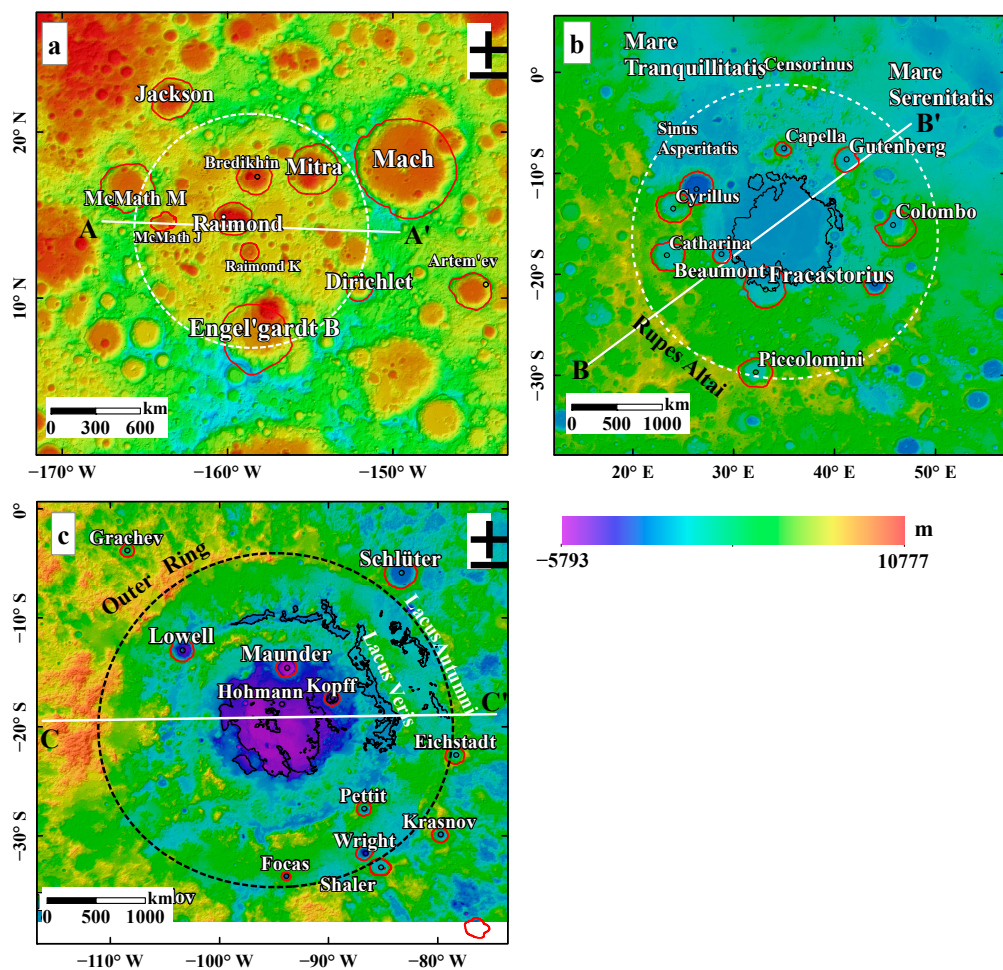 a
Jackson
20° N
Bredikhin
Mitra
Mach
McMath M
A
McMath J
Raimond
A'
Raimond K
Dirichlet
Artem'ev
10° N
Engel'gardt B
km
0 300 600
−170° W −160° W −150° W
b
Mare
Tranquillitatis
Censorinus
Mare
Serenitatis
B'
0°
Sinus
Asperitatis
Capella
Gutenberg
−10° S
Cyrillus
Colombo
Catharina
Beaumont
Fracastorius
−20° S
Rupes Altai
B
Piccolomini
−30° S
km
0 500 1000
20° E 30° E 40° E 50° E
m
−5793 10777
c
0°
Grachev
Outer Ring
Schlüter
−10° S
Lowell
Lacus Autumni
Lacus Veris
Maunder
Hohmann
Kopff
C
C'
−20° S
Eichstadt
Pettit
Krasnov
−30° S
Wright
Focas
Shaler
km
ov
0 500 1000
−110° W −100° W −90° W −80° W